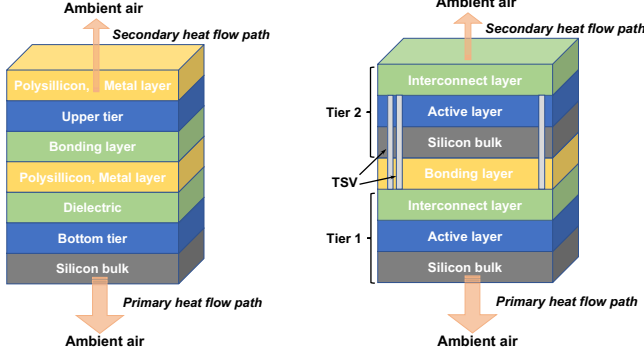 Ambient air
Secondary heat flow path
Polysillicon, Metal layer
Upper tier
Bonding layer
Polysillicon, Metal layer
Dielectric
Bottom tier
Silicon bulk
Primary heat flow path
Ambient air
Ambient air
Secondary heat flow path
Interconnect layer
Tier 2
Active layer
Silicon bulk
TSV
Bonding layer
Interconnect layer
Tier 1
Active layer
Silicon bulk
Primary heat flow path
Ambient air